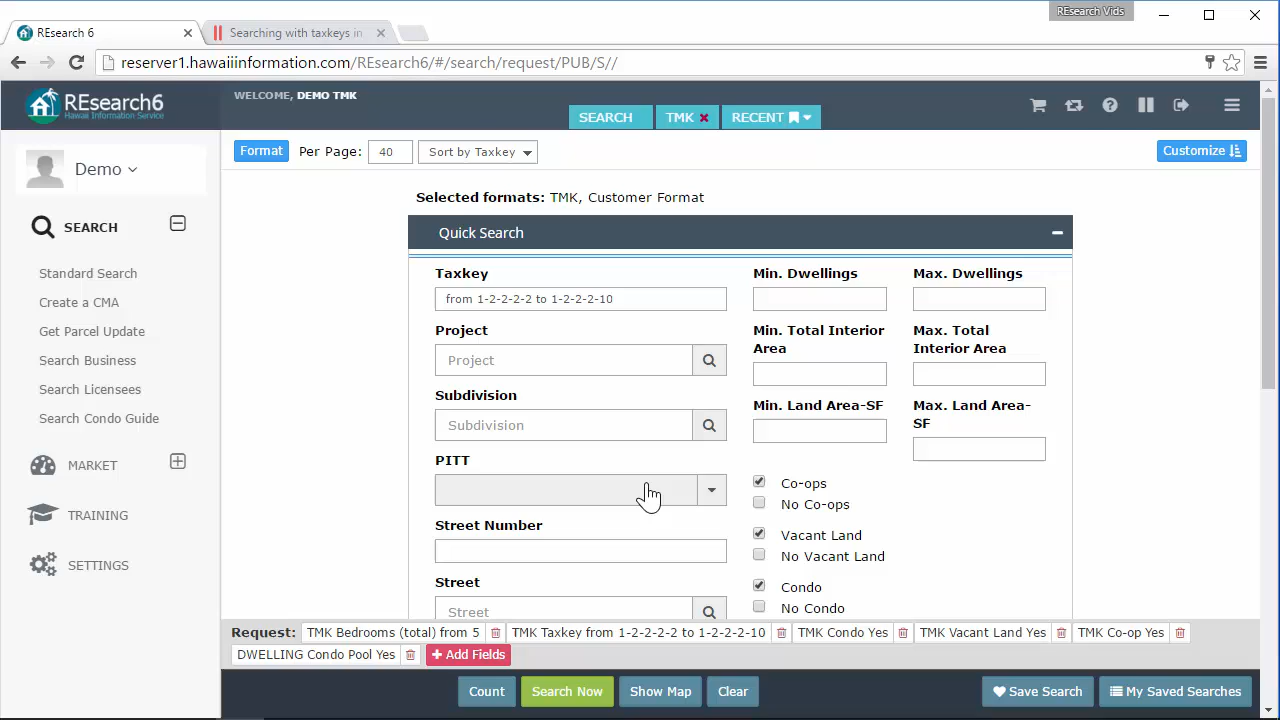 REsearch Vids
REsearch 6
Searching with taxkeys in
reserver1.hawaiiinformation.com/REsearch6/#/search/request/PUB/S//
REsearch6
Hawaii Information Service
WELCOME, DEMO TMK
SEARCH
TMK
RECENT
Format
Per Page:
40
Sort by Taxkey
Customize
Demo
SEARCH
Standard Search
Create a CMA
Get Parcel Update
Search Business
Search Licensees
Search Condo Guide
MARKET
TRAINING
SETTINGS
Selected formats: TMK, Customer Format
Quick Search
Taxkey
from 1-2-2-2-2 to 1-2-2-2-10
Project
Project
Subdivision
Subdivision
PITT
Street Number
Street
Street
Min. Dwellings
Max. Dwellings
Min. Total Interior
Area
Max. Total
Interior Area
Min. Land Area-SF
Max. Land Area-
SF
Co-ops
No Co-ops
Vacant Land
No Vacant Land
Condo
No Condo
Request: TMK Bedrooms (total) from 5 TMK Taxkey from 1-2-2-2-2 to 1-2-2-2-10 TMK Condo Yes TMK Vacant Land Yes TMK Co-op Yes
DWELLING Condo Pool Yes + Add Fields
Count
Search Now
Show Map
Clear
Save Search
My Saved Searches